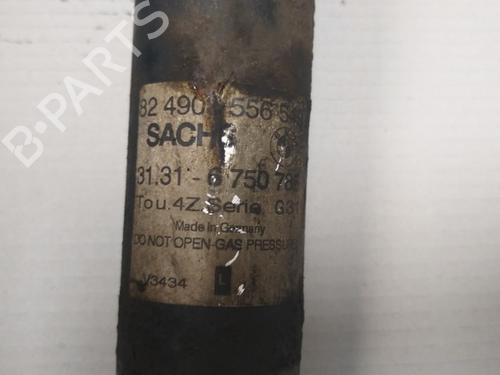 82 490 556
SACHS
31.31 - 6 750 78
Tou. 4Z. Serie G31
Made in Germany
DO NOT OPEN-GAS PRESSURE
V3434 L
B-PARTS